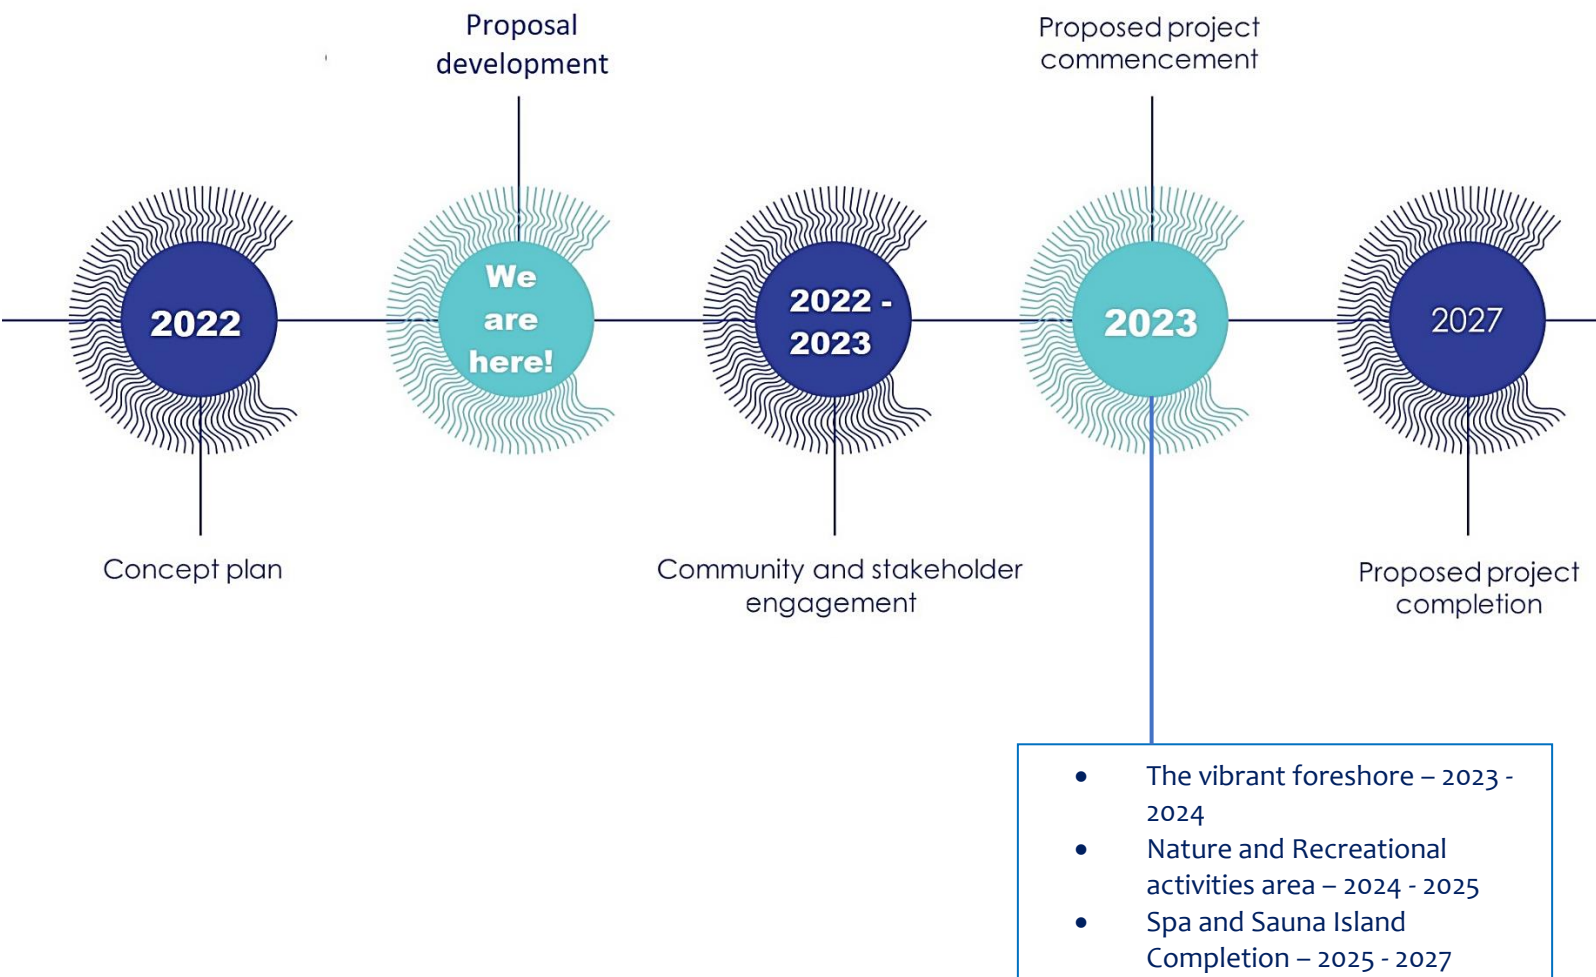 Proposal
development
Proposed project
commencement
2022
We
are
here!
2022 -
2023
2023
2027
Concept plan
Community and stakeholder
engagement
Proposed project
completion
• The vibrant foreshore – 2023 -
2024
• Nature and Recreational
activities area – 2024 - 2025
• Spa and Sauna Island
Completion – 2025 - 2027